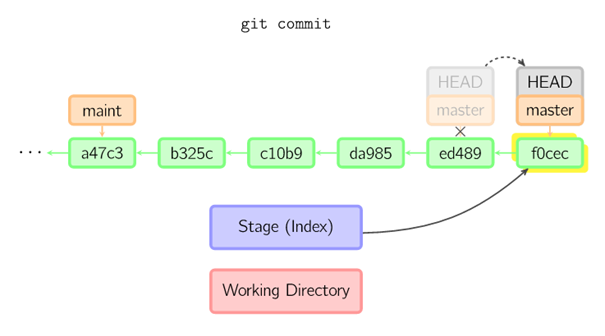 git commit
HEAD HEAD
maint master master
··· a47c3 b325c c10b9 da985 ed489 f0cec
Stage (Index)
Working Directory